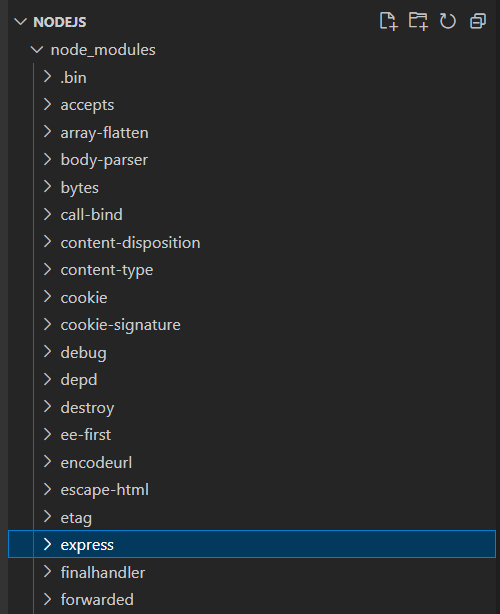 NODEJS
node_modules
.bin
accepts
array-flatten
body-parser
bytes
call-bind
content-disposition
content-type
cookie
cookie-signature
debug
depd
destroy
ee-first
encodeurl
escape-html
etag
express
finalhandler
forwarded